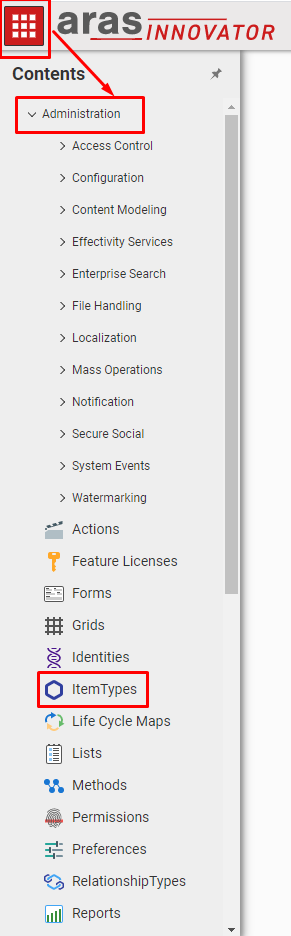 aras INNOVATOR
Contents
Administration
Access Control
Configuration
Content Modeling
Effectivity Services
Enterprise Search
File Handling
Localization
Mass Operations
Notification
Secure Social
System Events
Watermarking
Actions
Feature Licenses
Forms
Grids
Identities
ItemTypes
Life Cycle Maps
Lists
Methods
Permissions
Preferences
RelationshipTypes
Reports